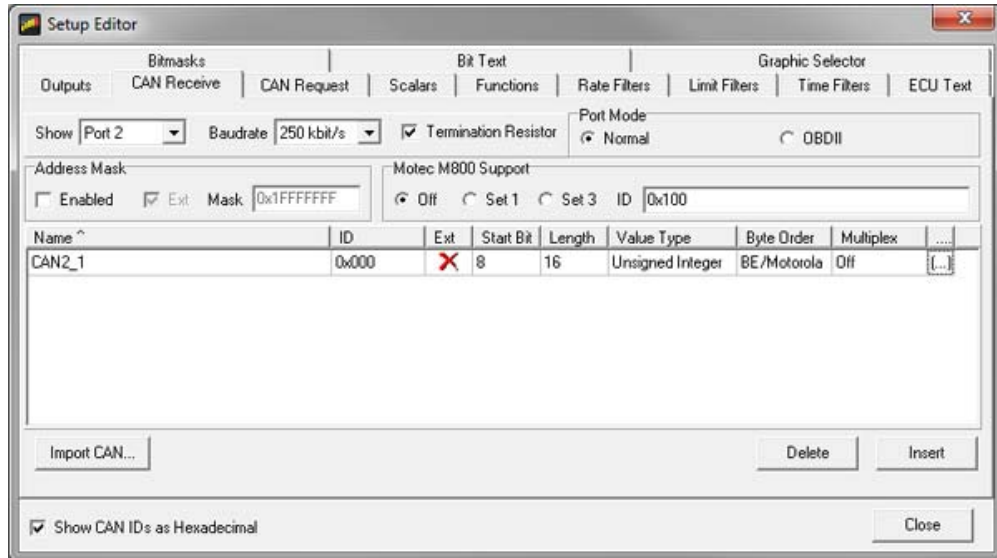 Setup Editor
Bitmasks Bit Text Graphic Selector
Outputs CAN Receive CAN Request Scalars Functions Rate Filters Limit Filters Time Filters ECU Text
Port Mode
Show Port 2 Baudrate 250 kbit/s Termination Resistor Normal OBDII
Address Mask Motec M800 Support
Enabled Ext Mask 0x1FFFFFFF Off Set 1 Set 3 ID 0x100
Name ^ ID Ext Start Bit Length Value Type Byte Order Multiplex ....
CAN2_1 0x000 8 16 Unsigned Integer BE/Motorola Off [...]
Import CAN... Delete Insert
Show CAN IDs as Hexadecimal Close